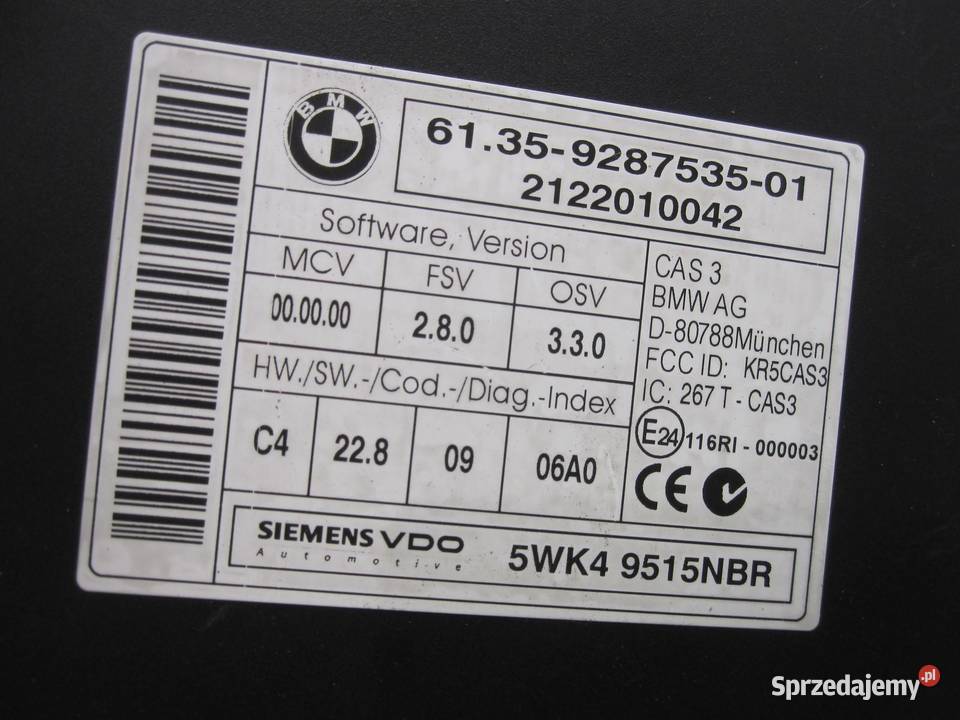 BMW
61.35-9287535-01
2122010042
Software, Version
MCV FSV OSV
00.00.00 2.8.0 3.3.0
HW./SW.-/Cod.-/Diag.-Index
C4 22.8 09 06A0
CAS 3
BMW AG
D-80788München
FCC ID: KR5CAS3
IC: 267 T - CAS3
E24 116RI - 000003
CE
SIEMENS VDO
Automotive
5WK4 9515NBR
Sprzedajemy.pl